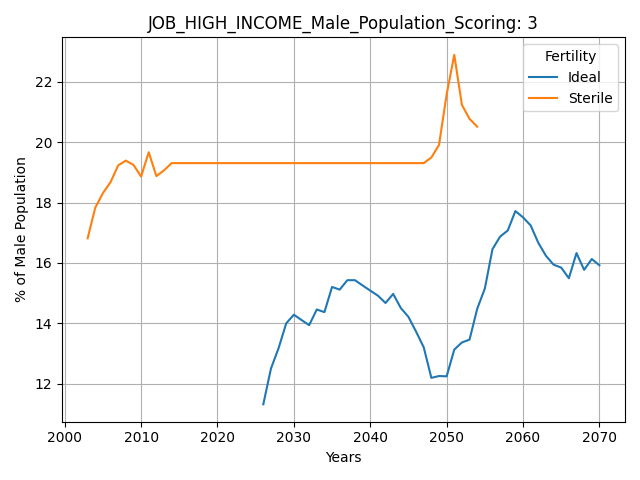 JOB_HIGH_INCOME_Male_Population_Scoring: 3
Fertility
Ideal
Sterile
% of Male Population
22
20
18
16
14
12
2000 2010 2020 2030 2040 2050 2060 2070
Years